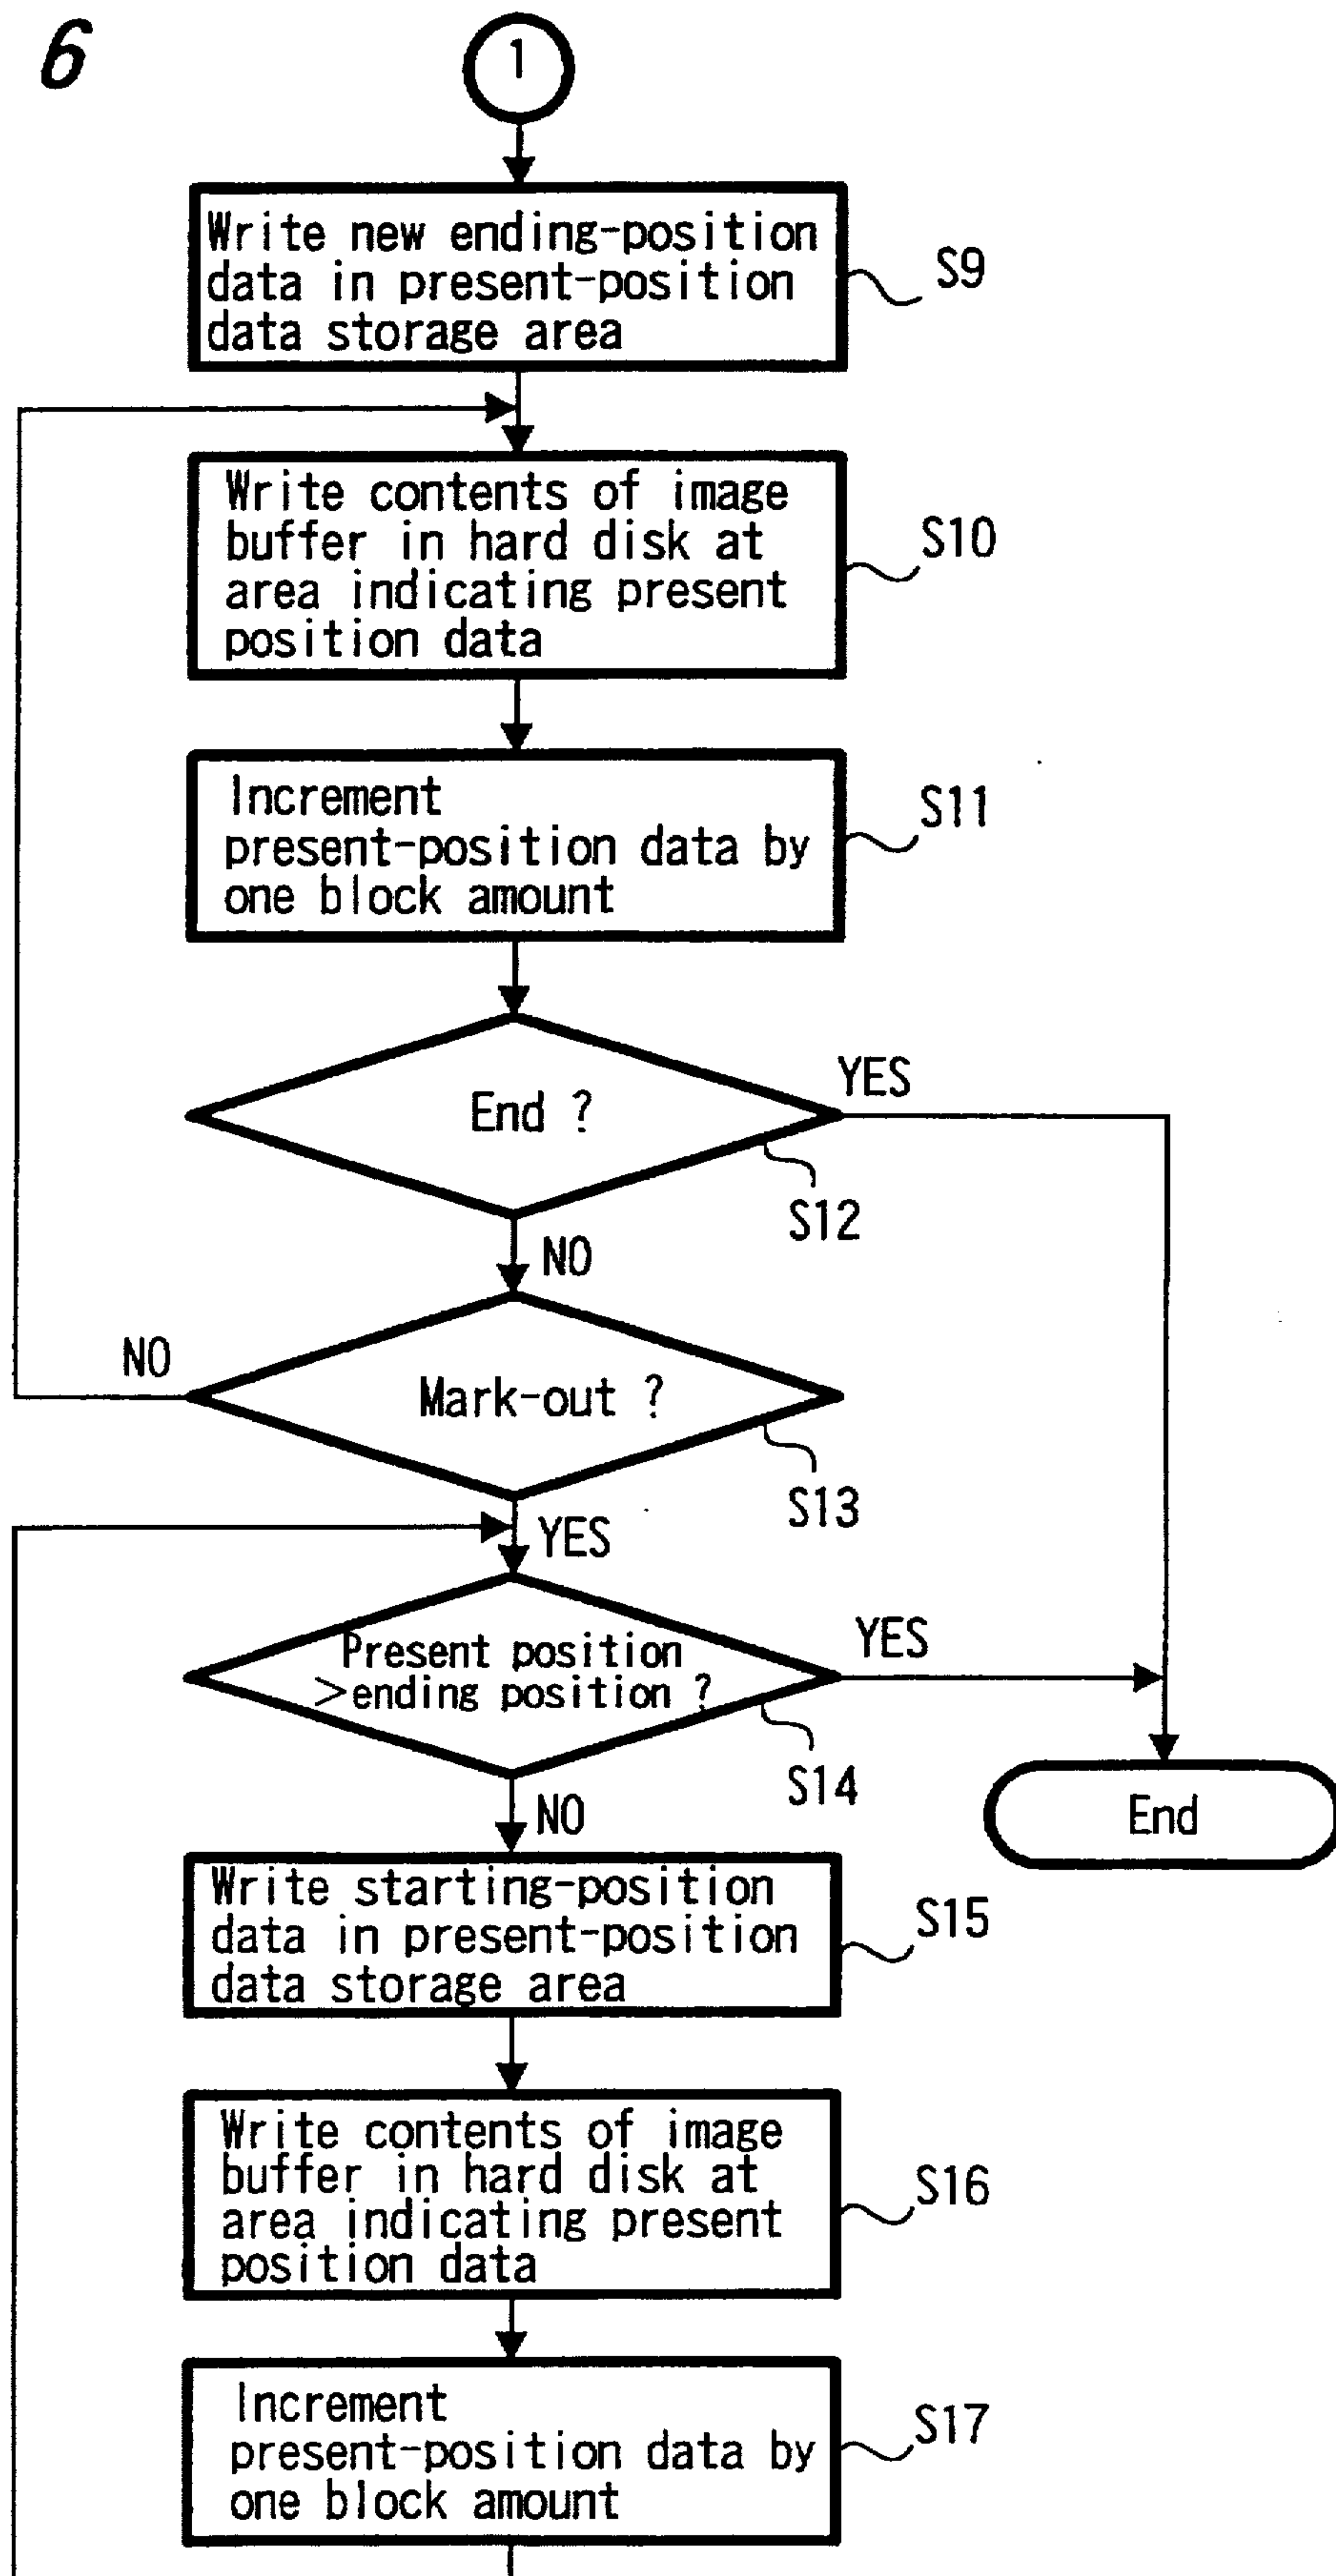 6
1
Write new ending-position
data in present-position
data storage area
S9
Write contents of image
buffer in hard disk at
area indicating present
position data
S10
Increment
present-position data by
one block amount
S11
End ?
YES
S12
NO
NO
Mark-out ?
S13
YES
Present position
>ending position ?
YES
S14
NO
End
Write starting-position
data in present-position
data storage area
S15
Write contents of image
buffer in hard disk at
area indicating present
position data
S16
Increment
present-position data by
one block amount
S17